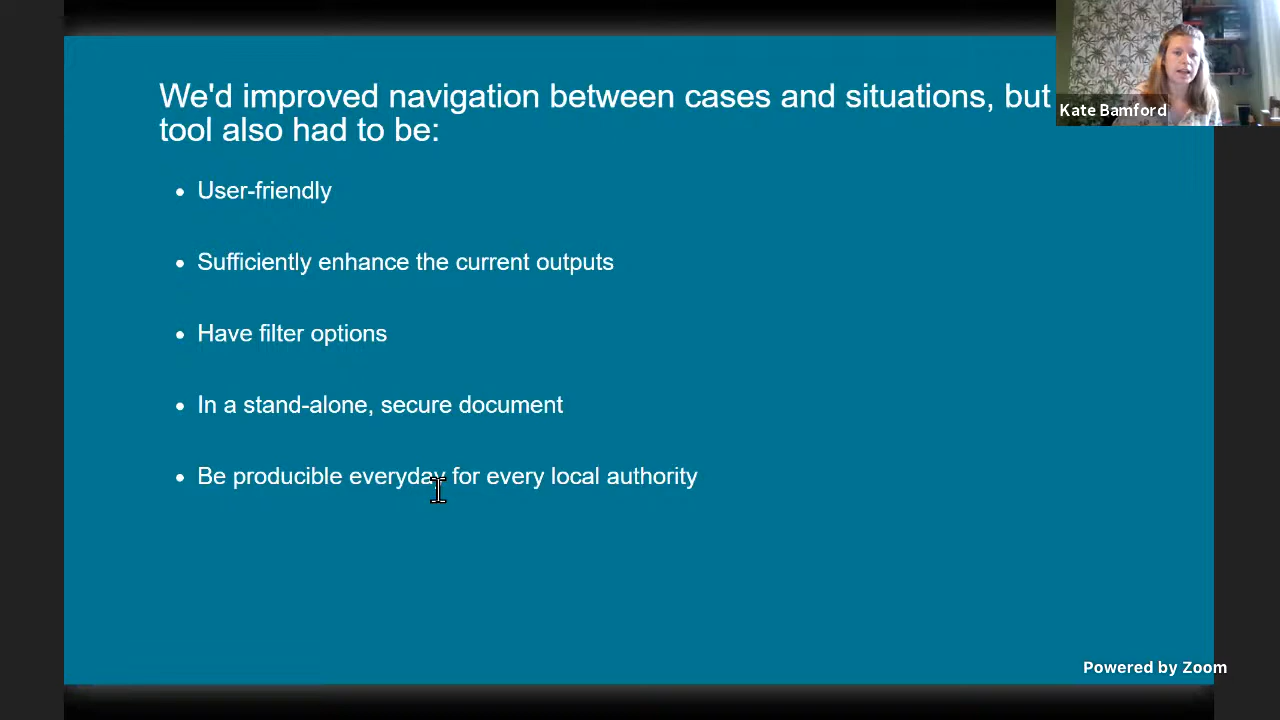 We'd improved navigation between cases and situations, but
tool also had to be:
Kate Bamford
• User-friendly
• Sufficiently enhance the current outputs
• Have filter options
• In a stand-alone, secure document
• Be producible everyday for every local authority
Powered by Zoom